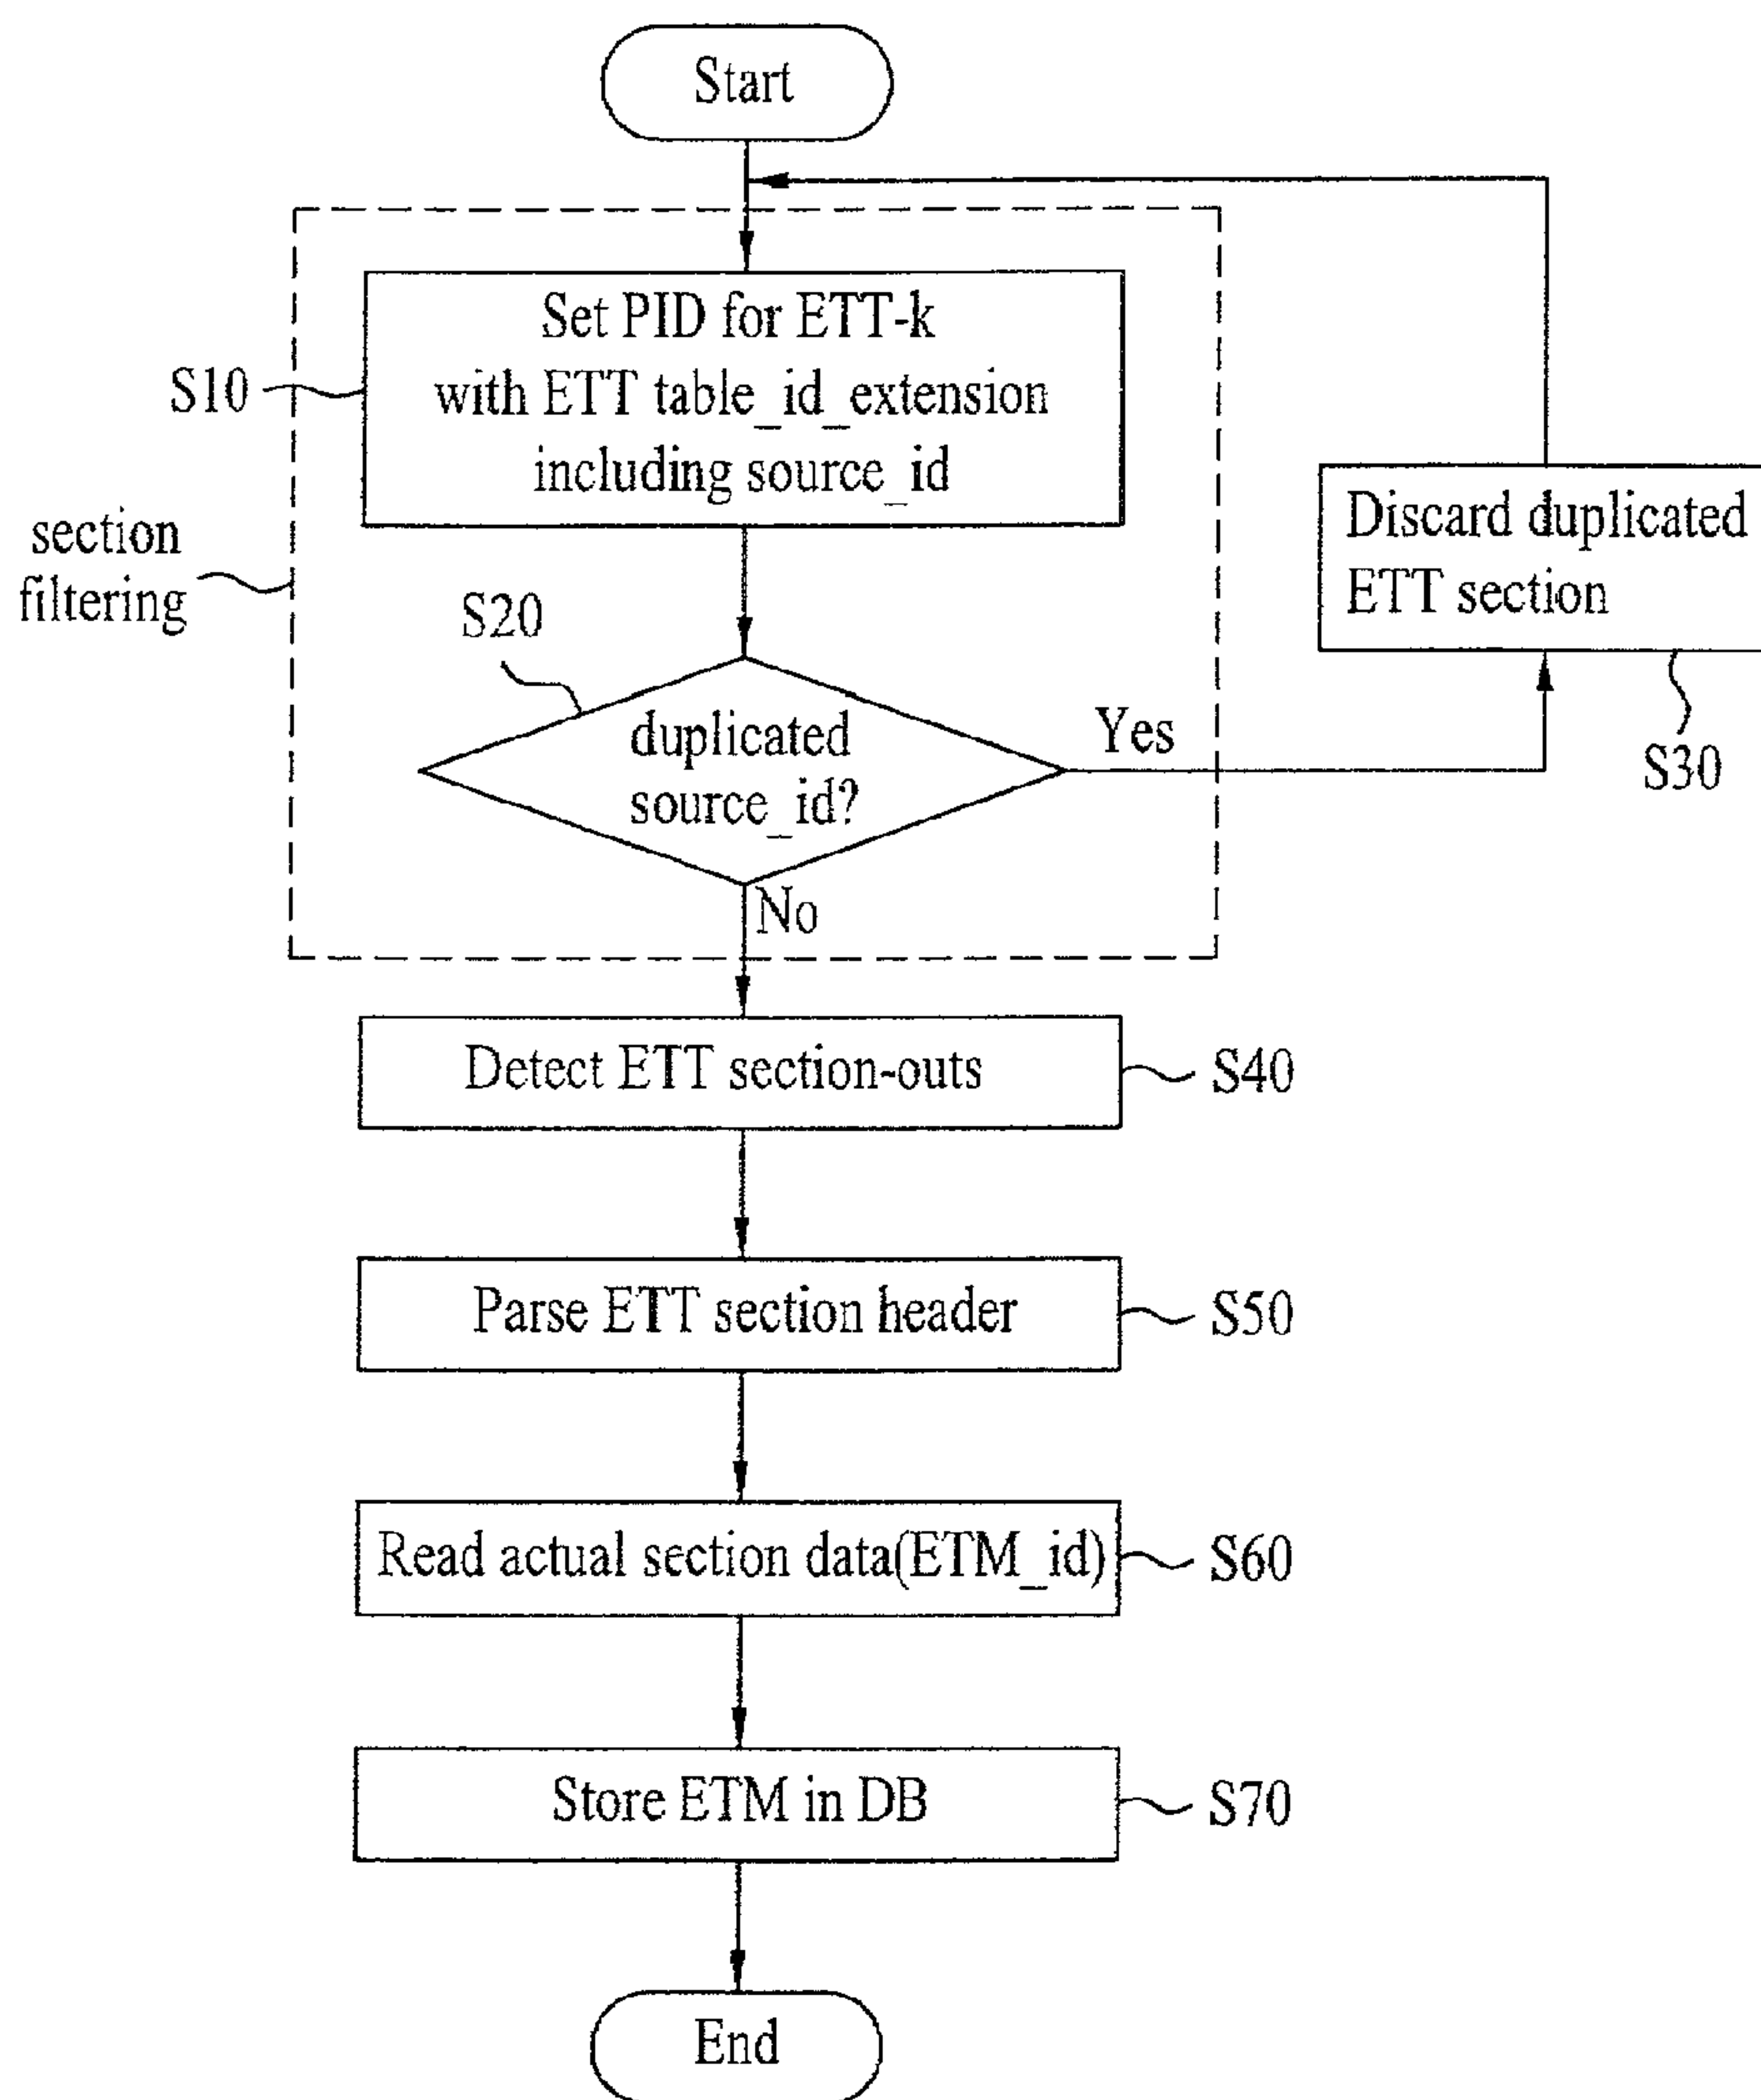 Start
Set PID for ETT-k
with ETT table_id_extension
including source_id
S10
section
filtering
Discard duplicated
ETT section
S30
S20
duplicated
source_id?
Yes
No
Detect ETT section-outs
S40
Parse ETT section header
S50
Read actual section data(ETM_id)
S60
Store ETM in DB
S70
End